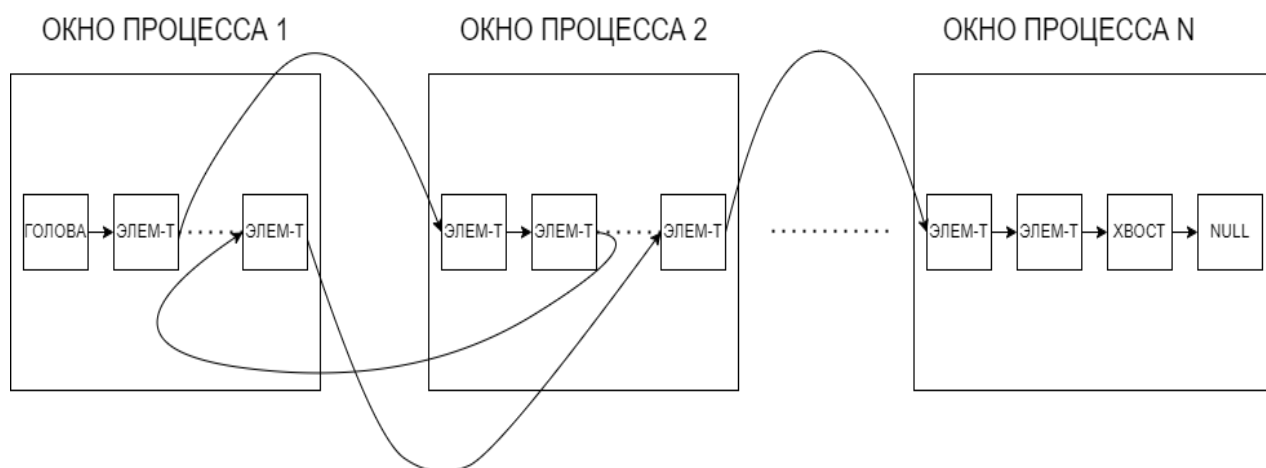 ОКНО ПРОЦЕССА 1
ОКНО ПРОЦЕССА 2
ОКНО ПРОЦЕССА N
ГОЛОВА
ЭЛЕМ-Т
ЭЛЕМ-Т
ЭЛЕМ-Т
ЭЛЕМ-Т
ЭЛЕМ-Т
ЭЛЕМ-Т
ЭЛЕМ-Т
ХВОСТ
NULL